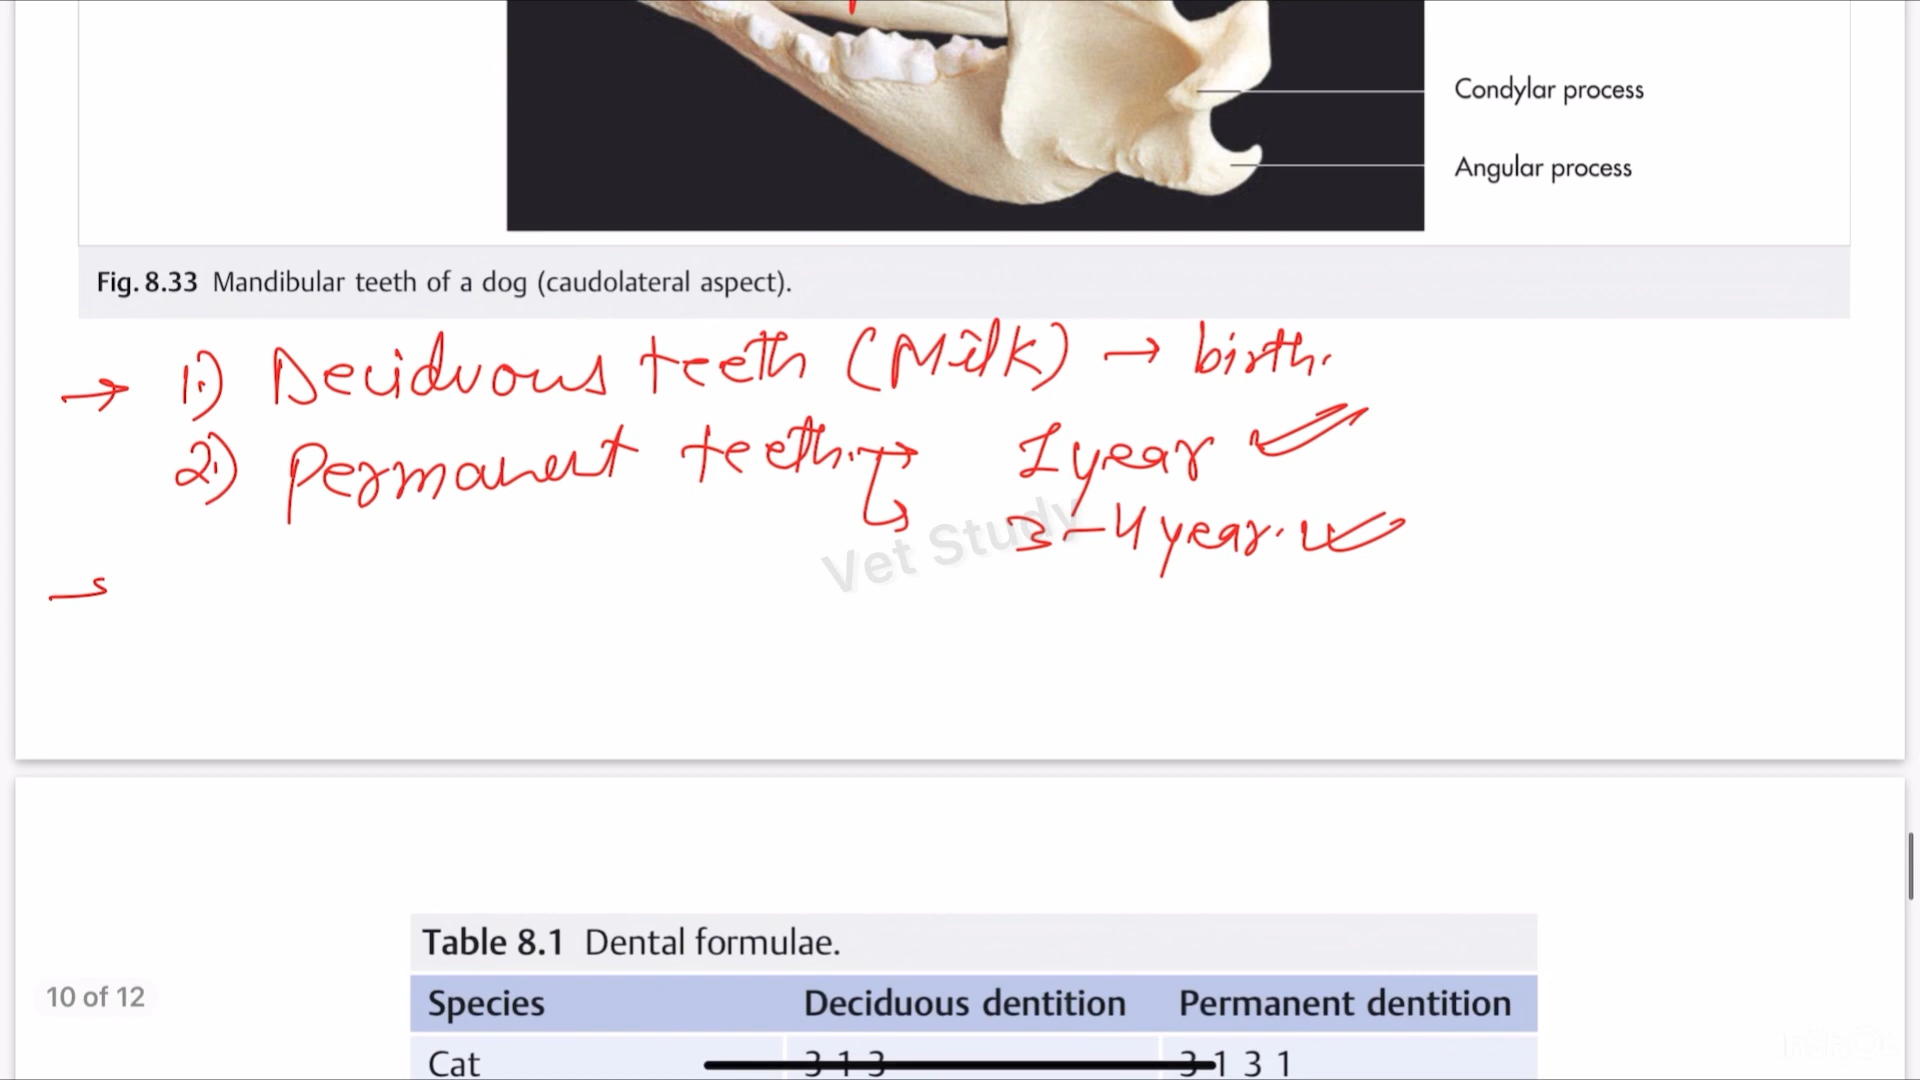 Condylar process
Angular process
Fig. 8.33 Mandibular teeth of a dog (caudolateral aspect).
→ 1.) Deciduous teeth (Milk) → birth.
2.) Permanent teeth. → 1 year
3-4 year.
Vet Study
Table 8.1 Dental formulae.
10 of 12
Species Deciduous dentition Permanent dentition
Cat 3 1 3 3 1 3 1